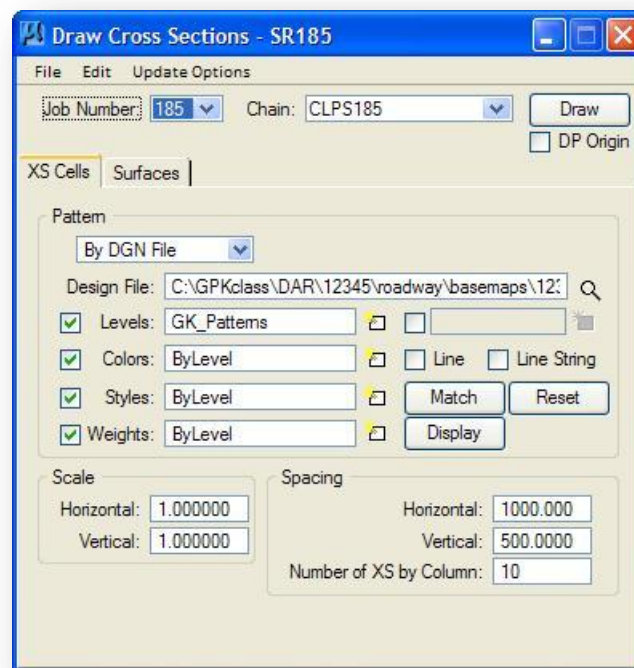 Draw Cross Sections - SR185
File Edit Update Options
Job Number: 185 Chain: CLPS185 Draw
DP Origin
XS Cells Surfaces
Pattern
By DGN File
Design File: C:\GPKclass\DAR\12345\roadway\basemaps\123
Levels: GK_Patterns
Colors: ByLevel Line Line String
Styles: ByLevel Match Reset
Weights: ByLevel Display
Scale Spacing
Horizontal: 1.000000 Horizontal: 1000.000
Vertical: 1.000000 Vertical: 500.0000
Number of XS by Column: 10